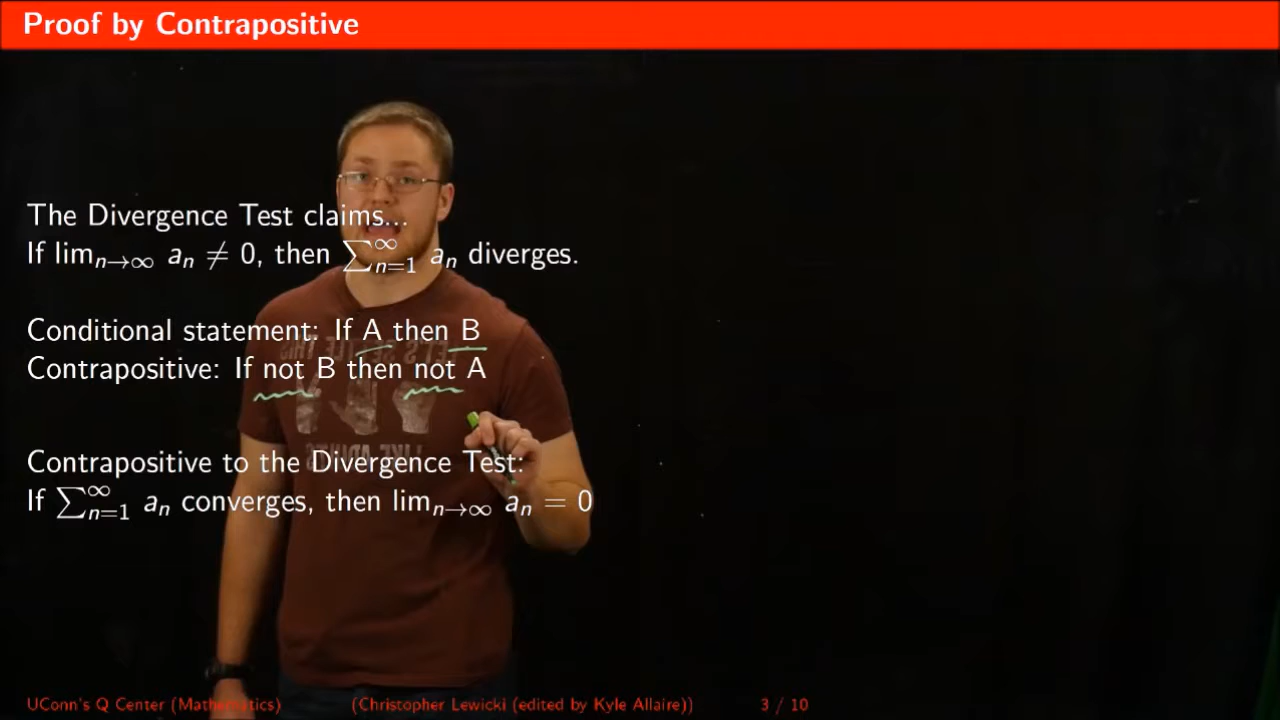 Proof by Contrapositive
The Divergence Test claims...
If lim_{n→∞} a_n ≠ 0, then ∑_{n=1}^{∞} a_n diverges.
Conditional statement: If A then B
Contrapositive: If not B then not A
Contrapositive to the Divergence Test:
If ∑_{n=1}^{∞} a_n converges, then lim_{n→∞} a_n = 0
UConn's Q Center (Mathematics) (Christopher Lewicki (edited by Kyle Allaire)) 3 / 10